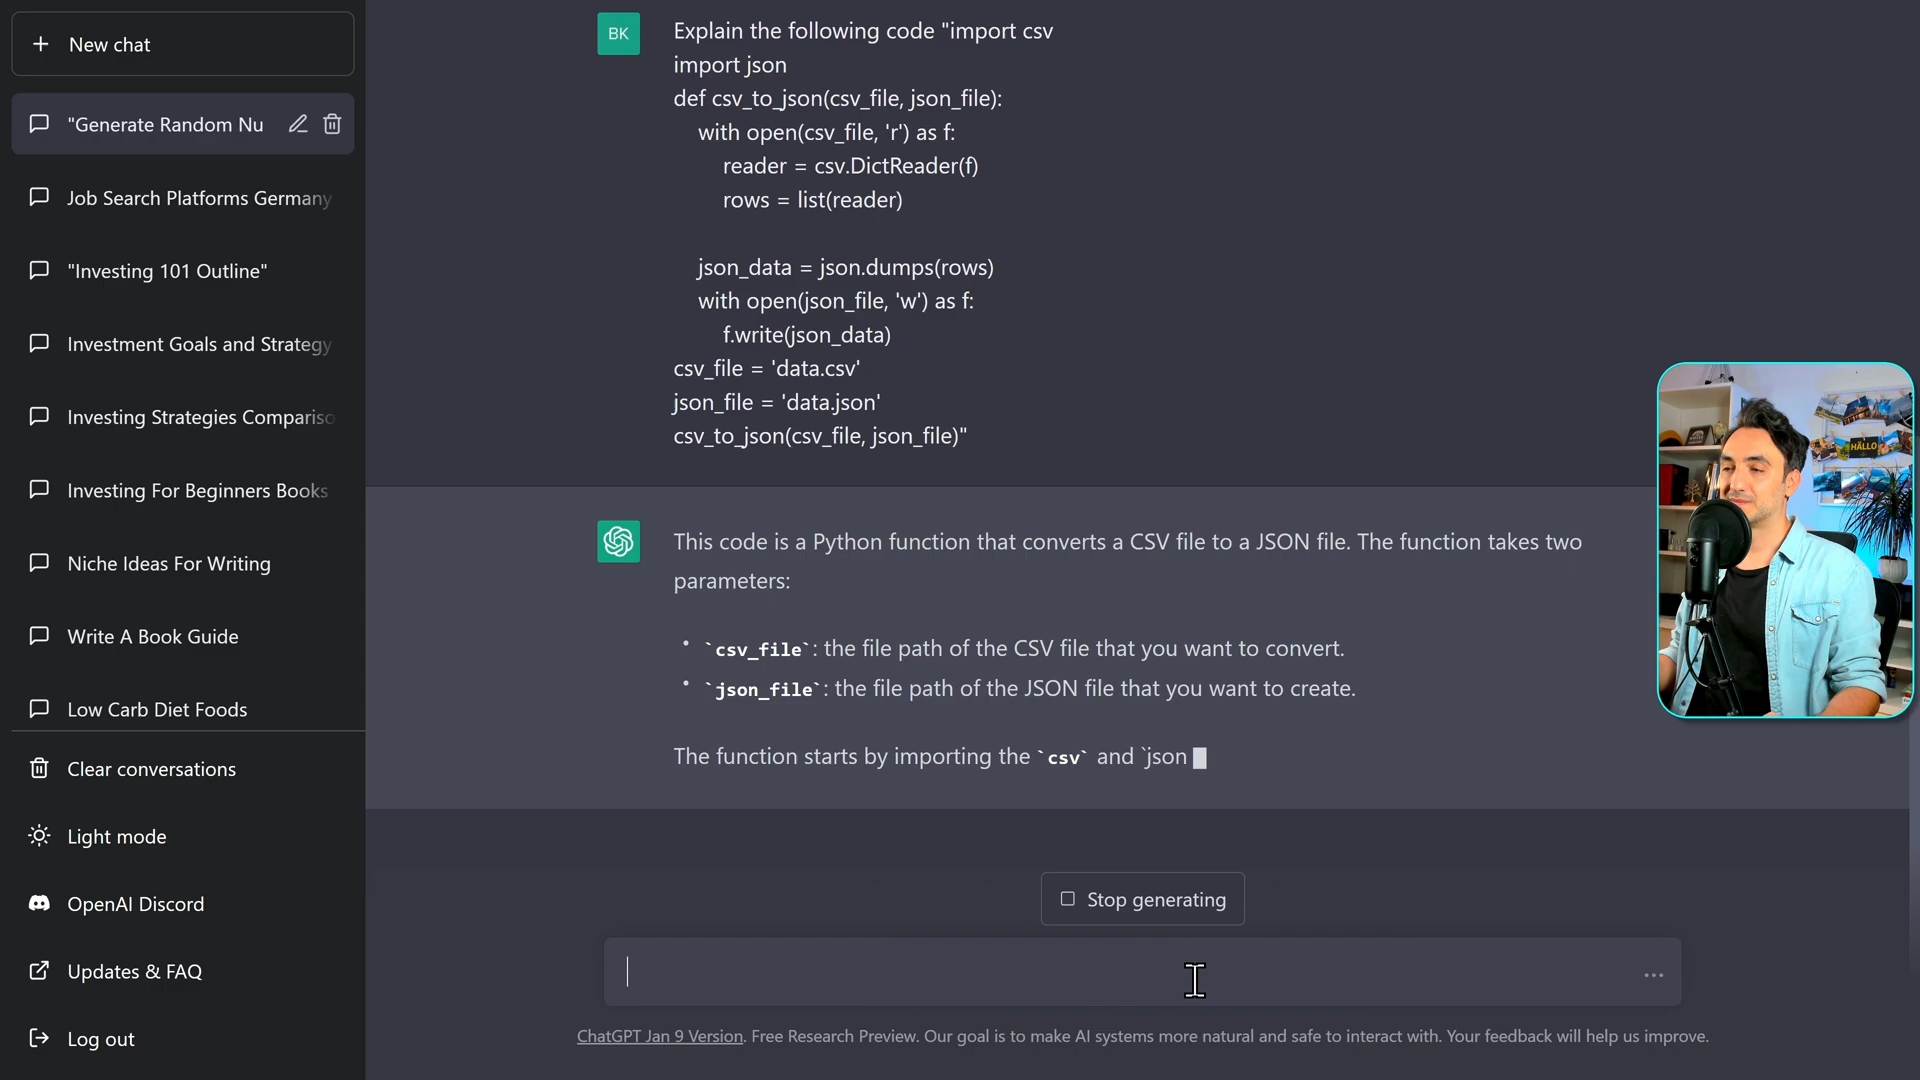 New chat
"Generate Random Nu
Job Search Platforms Germany
"Investing 101 Outline"
Investment Goals and Strategy
Investing Strategies Compariso
Investing For Beginners Books
Niche Ideas For Writing
Write A Book Guide
Low Carb Diet Foods
Clear conversations
Light mode
OpenAI Discord
Updates & FAQ
Log out
BK
Explain the following code "import csv
import json
def csv_to_json(csv_file, json_file):
    with open(csv_file, 'r') as f:
        reader = csv.DictReader(f)
        rows = list(reader)
    json_data = json.dumps(rows)
    with open(json_file, 'w') as f:
        f.write(json_data)
csv_file = 'data.csv'
json_file = 'data.json'
csv_to_json(csv_file, json_file)"
This code is a Python function that converts a CSV file to a JSON file. The function takes two
parameters:
• `csv_file`: the file path of the CSV file that you want to convert.
• `json_file`: the file path of the JSON file that you want to create.
The function starts by importing the `csv` and `json
Stop generating
ChatGPT Jan 9 Version. Free Research Preview. Our goal is to make AI systems more natural and safe to interact with. Your feedback will help us improve.
HÄLLO